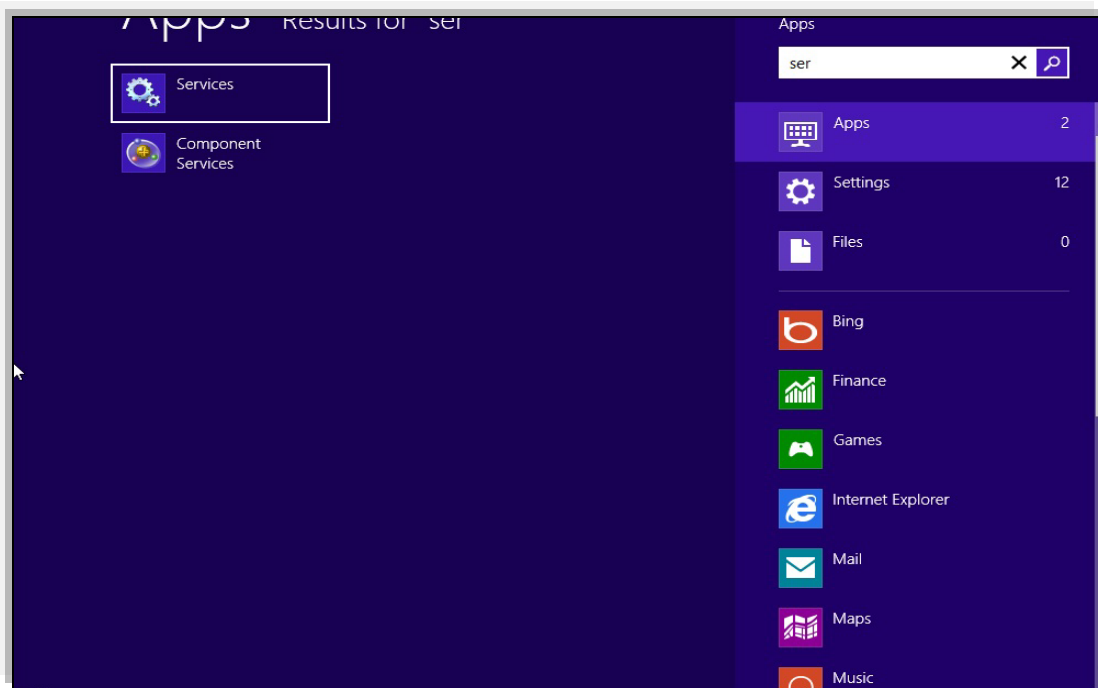 Apps Results for "ser"
Services
Component
Services
Apps
ser
Apps 2
Settings 12
Files 0
Bing
Finance
Games
Internet Explorer
Mail
Maps
Music